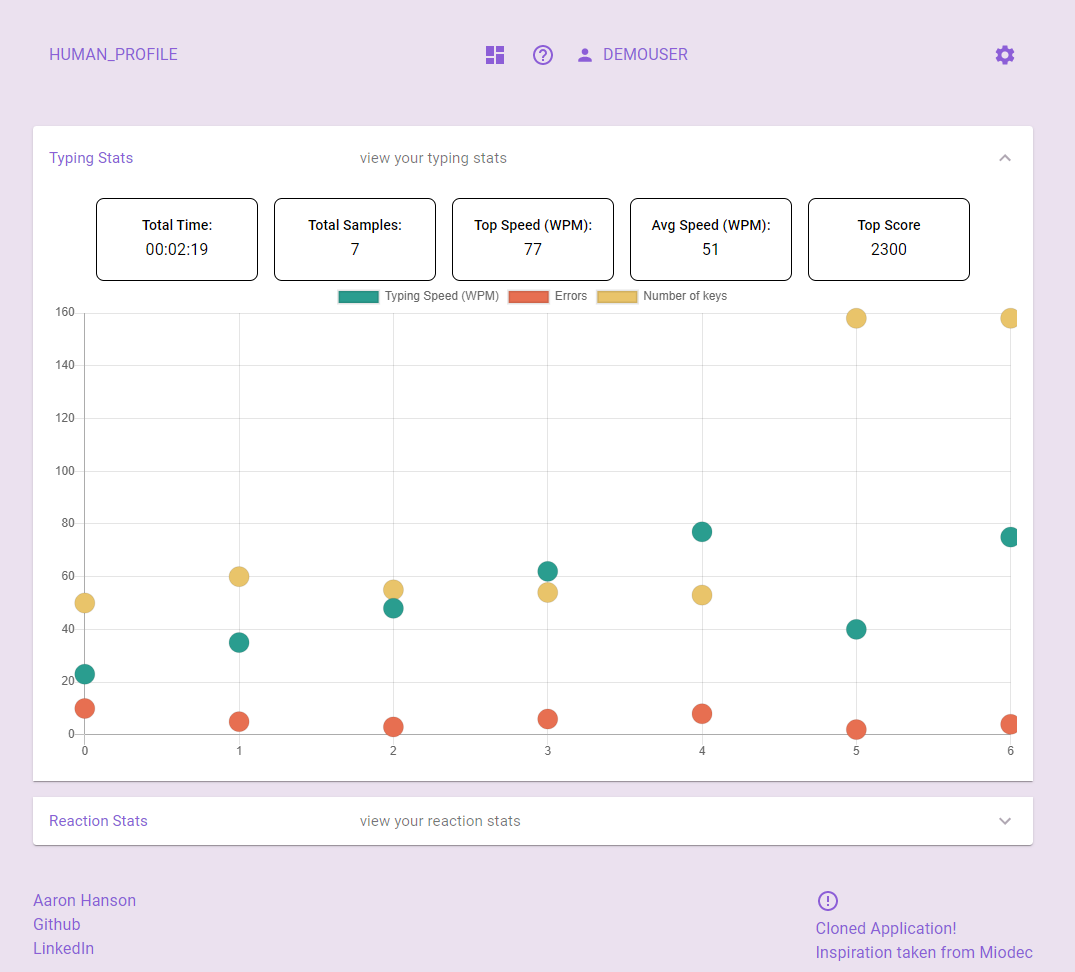 HUMAN_PROFILE
DEMOUSER
Typing Stats
view your typing stats
Total Time:
00:02:19
Total Samples:
7
Top Speed (WPM):
77
Avg Speed (WPM):
51
Top Score
2300
Typing Speed (WPM)
Errors
Number of keys
160
140
120
100
80
60
40
20
0
0 1 2 3 4 5 6
Reaction Stats
view your reaction stats
Aaron Hanson
Github
LinkedIn
Cloned Application!
Inspiration taken from Miodec